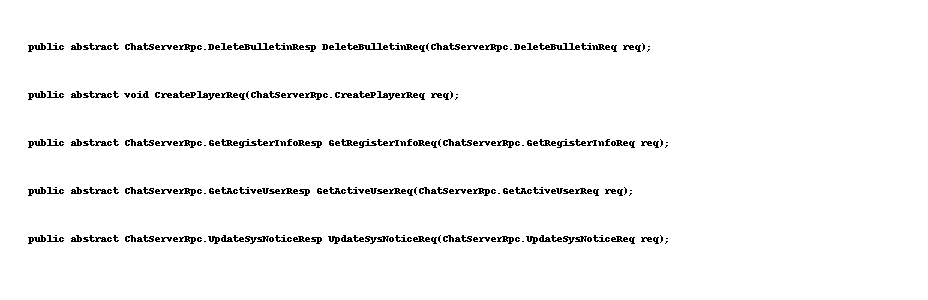 public abstract ChatServerRpc.DeleteBulletinResp DeleteBulletinReq(ChatServerRpc.DeleteBulletinReq req);
public abstract void CreatePlayerReq(ChatServerRpc.CreatePlayerReq req);
public abstract ChatServerRpc.GetRegisterInfoResp GetRegisterInfoReq(ChatServerRpc.GetRegisterInfoReq req);
public abstract ChatServerRpc.GetActiveUserResp GetActiveUserReq(ChatServerRpc.GetActiveUserReq req);
public abstract ChatServerRpc.UpdateSysNoticeResp UpdateSysNoticeReq(ChatServerRpc.UpdateSysNoticeReq req);